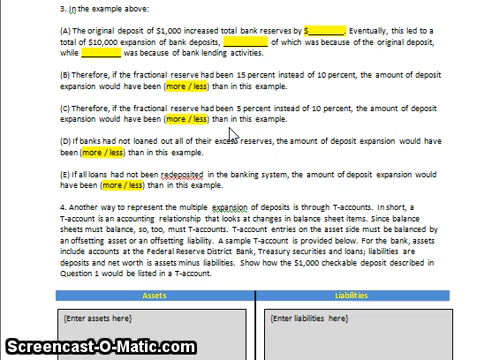 3. In the example above:
(A) The original deposit of $1,000 increased total bank reserves by $________. Eventually, this led to a
total of $10,000 expansion of bank deposits, _________ of which was because of the original deposit,
while ________ was because of bank lending activities.
(B) Therefore, if the fractional reserve had been 15 percent instead of 10 percent, the amount of deposit
expansion would have been (more / less) than in this example.
(C) Therefore, if the fractional reserve had been 5 percent instead of 10 percent, the amount of deposit
expansion would have been (more / less) than in this example.
(D) If banks had not loaned out all of their excess reserves, the amount of deposit expansion would have
been (more / less) than in this example.
(E) If all loans had not been redeposited in the banking system, the amount of deposit expansion would
have been (more / less) than in this example.
4. Another way to represent the multiple expansion of deposits is through T-accounts. In short, a
T-account is an accounting relationship that looks at changes in balance sheet items. Since balance
sheets must balance, so, too, must T-accounts. T-account entries on the asset side must be balanced by
an offsetting asset or an offsetting liability. A sample T-account is provided below. For the bank, assets
include accounts at the Federal Reserve District Bank, Treasury securities and loans; liabilities are
deposits and net worth is assets minus liabilities. Show how the $1,000 checkable deposit described in
Question 1 would be listed in a T-account.
Assets Liabilities
{Enter assets here} {Enter liabilities here}
Screencast-O-Matic.com